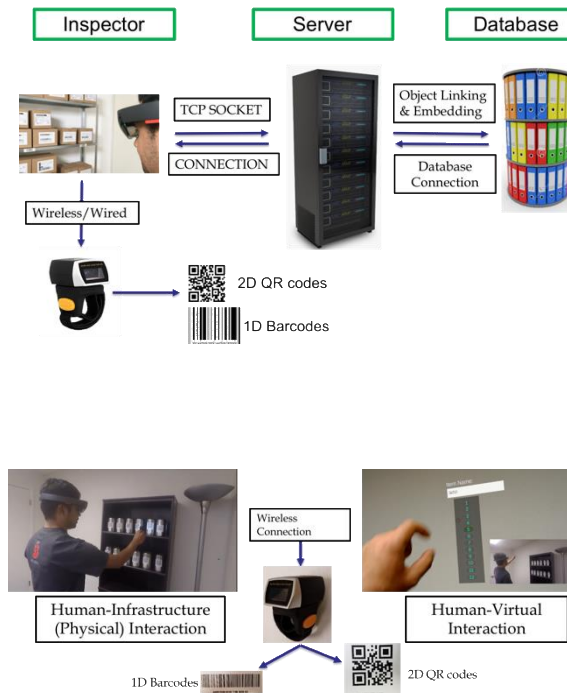 Inspector
Server
Database
TCP SOCKET
CONNECTION
Object Linking
& Embedding
Database
Connection
Wireless/Wired
2D QR codes
1D Barcodes
Wireless
Connection
Item Name
Human-Infrastructure
(Physical) Interaction
Human-Virtual
Interaction
1D Barcodes
2D QR codes